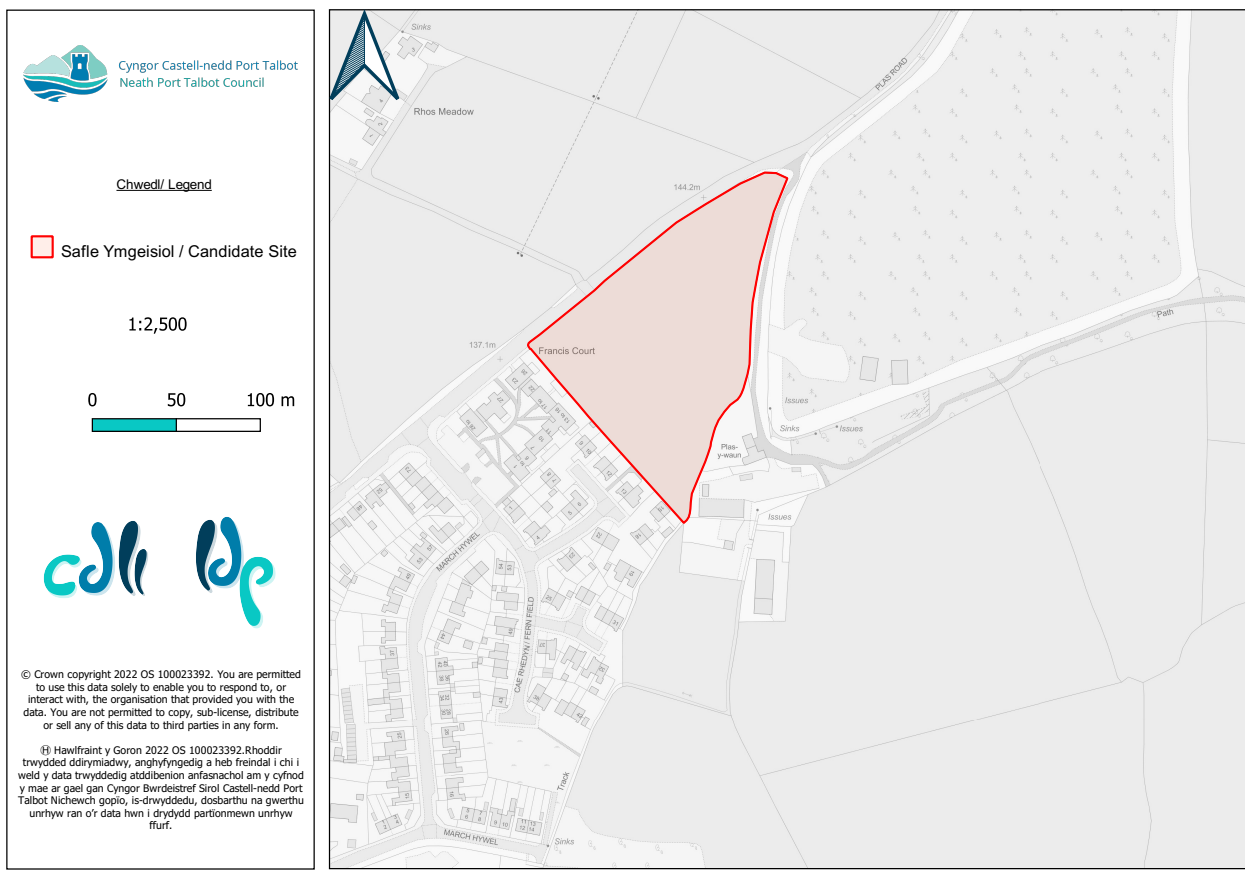 Cyngor Castell-nedd Port Talbot
Neath Port Talbot Council
Chwedl/ Legend
Safle Ymgeisiol / Candidate Site
1:2,500
0 50 100 m
cdll ldp
© Crown copyright 2022 OS 100023392. You are permitted
to use this data solely to enable you to respond to, or
interact with, the organisation that provided you with the
data. You are not permitted to copy, sub-license, distribute
or sell any of this data to third parties in any form.
Ⓗ Hawlfraint y Goron 2022 OS 100023392.Rhoddir
trwydded ddirymiadwy, anghyfyngedig a heb freindal i chi i
weld y data trwyddedig atddibenion anfasnachol am y cyfnod
y mae ar gael gan Cyngor Bwrdeistref Sirol Castell-nedd Port
Talbot Nichewch gopïo, is-drwyddedu, dosbarthu na gwerthu
unrhyw ran o'r data hwn i drydydd partïonmewn unrhyw
ffurf.
Sinks
Rhos Meadow
PLAS ROAD
144.2m
137.1m
Francis Court
Path
Issues
Sinks
Issues
Plas-
y-waun
Issues
MARCH HYWEL
CAE RHEDYN / FERN FIELD
Track
MARCH HYWEL
Sinks